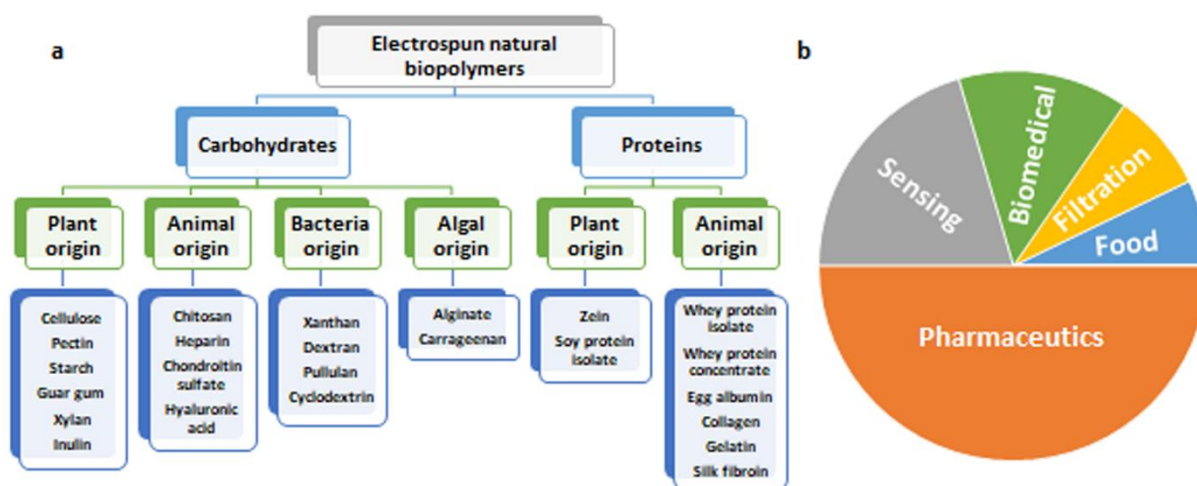 a
Electrospun natural
biopolymers
Carbohydrates
Proteins
Plant
origin
Animal
origin
Bacteria
origin
Algal
origin
Plant
origin
Animal
origin
Cellulose
Pectin
Starch
Guar gum
Xylan
Inulin
Chitosan
Heparin
Chondroitin
sulfate
Hyaluronic
acid
Xanthan
Dextran
Pullulan
Cyclodextrin
Alginate
Carrageenan
Zein
Soy protein
isolate
Whey protein
isolate
Whey protein
concentrate
Egg albumin
Collagen
Gelatin
Silk fibroin
b
Sensing
Biomedical
Filtration
Food
Pharmaceutics